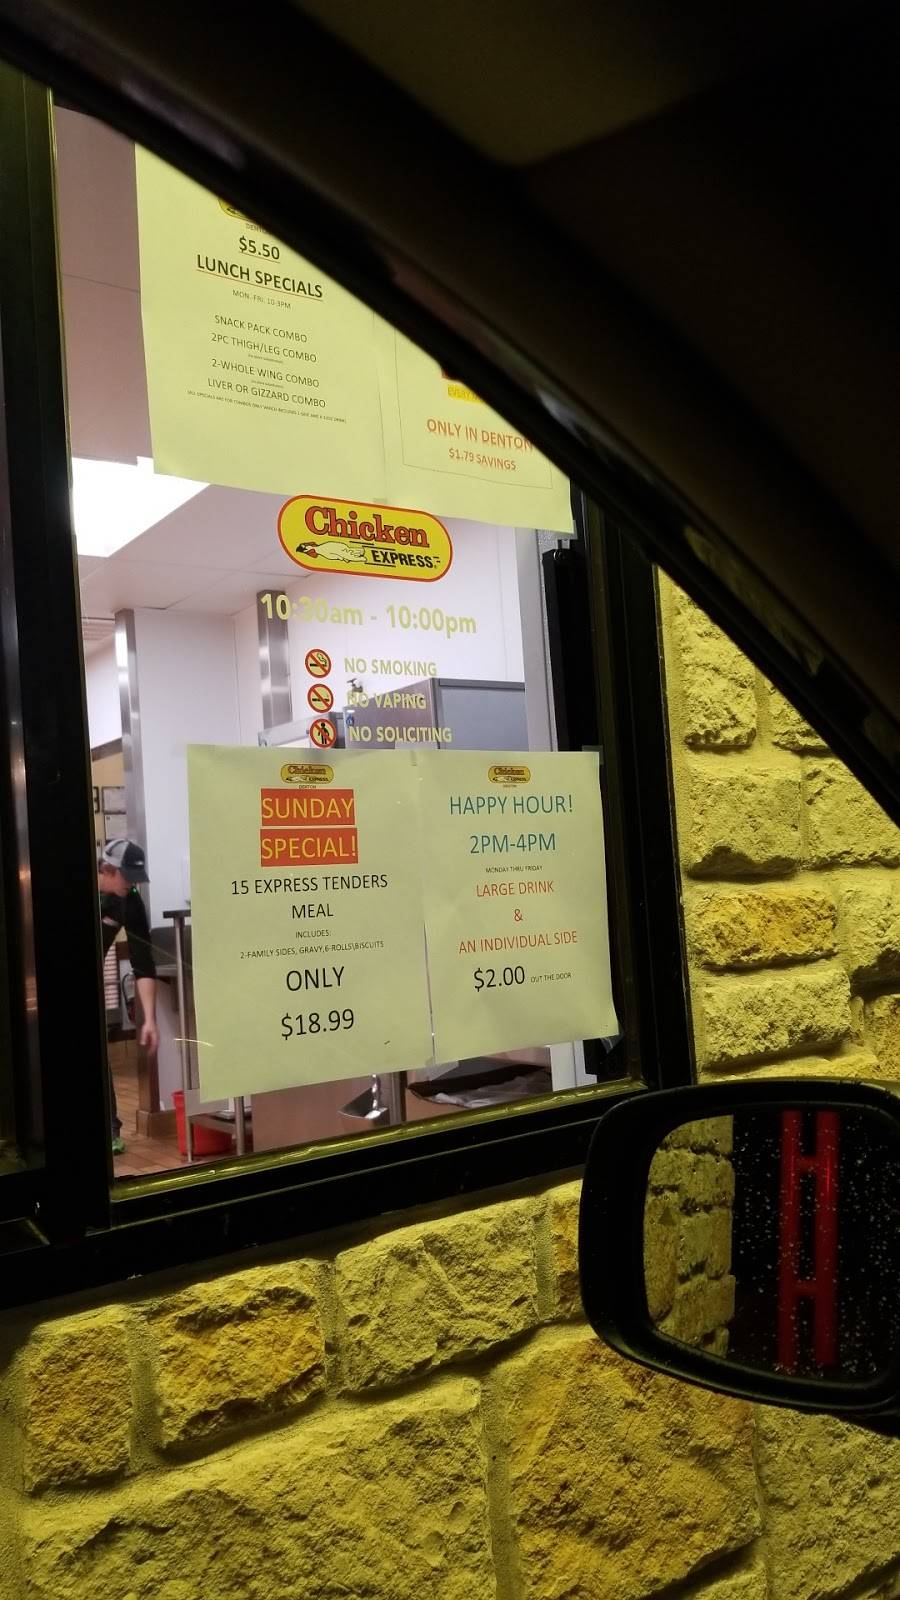 $5.50
LUNCH SPECIALS
MON-FRI, 10-3PM
SNACK PACK COMBO
2PC THIGH/LEG COMBO
2-WHOLE WING COMBO
LIVER OR GIZZARD COMBO
ONLY IN DENTON
$1.79 SAVINGS
Chicken
EXPRESS
10:30am - 10:00pm
NO SMOKING
NO VAPING
NO SOLICITING
Chicken
EXPRESS
DENTON
SUNDAY
SPECIAL!
15 EXPRESS TENDERS
MEAL
INCLUDES:
2-FAMILY SIDES, GRAVY,6-ROLLS\BISCUITS
ONLY
$18.99
Chicken
EXPRESS
DENTON
HAPPY HOUR!
2PM-4PM
MONDAY THRU FRIDAY
LARGE DRINK
&
AN INDIVIDUAL SIDE
$2.00 OUT THE DOOR